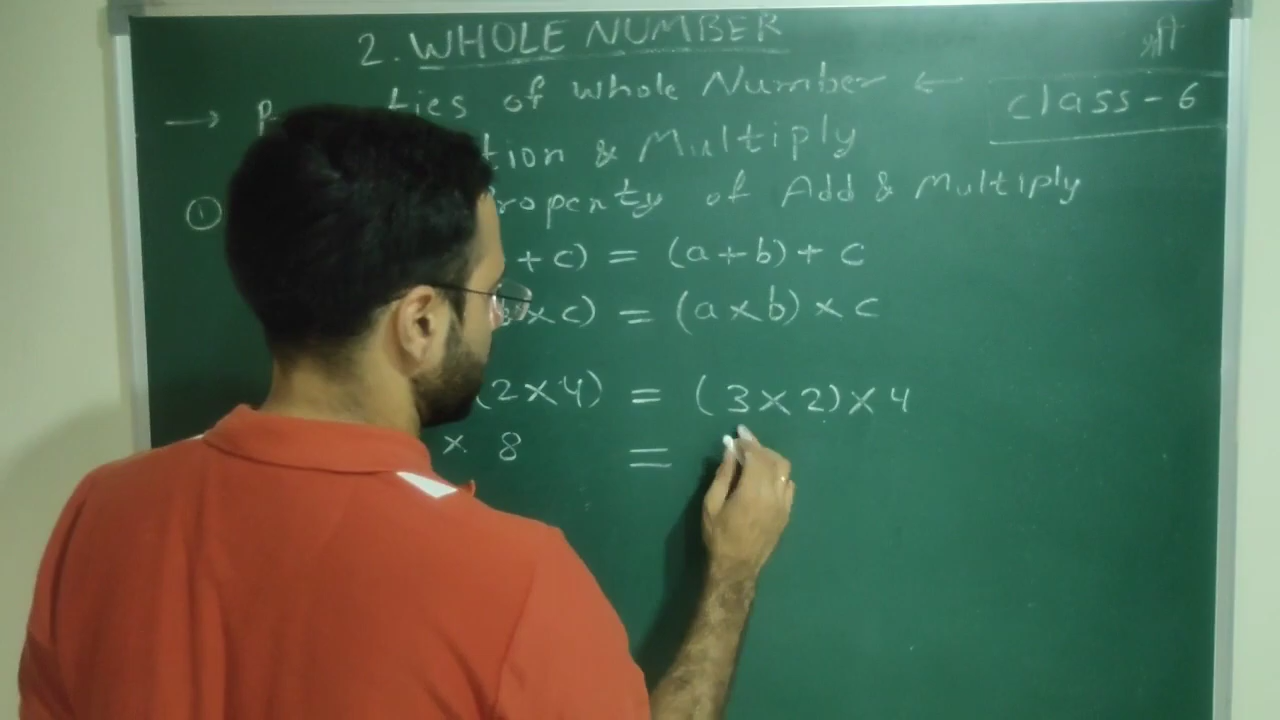 2. WHOLE NUMBER
श्री
→ P ties of whole Number ←
class - 6
tion & Multiply
① roperty of Add & Multiply
+ c) = (a + b) + c
b × c) = (a × b) × c
(2 × 4) = (3 × 2) × 4
× 8 =